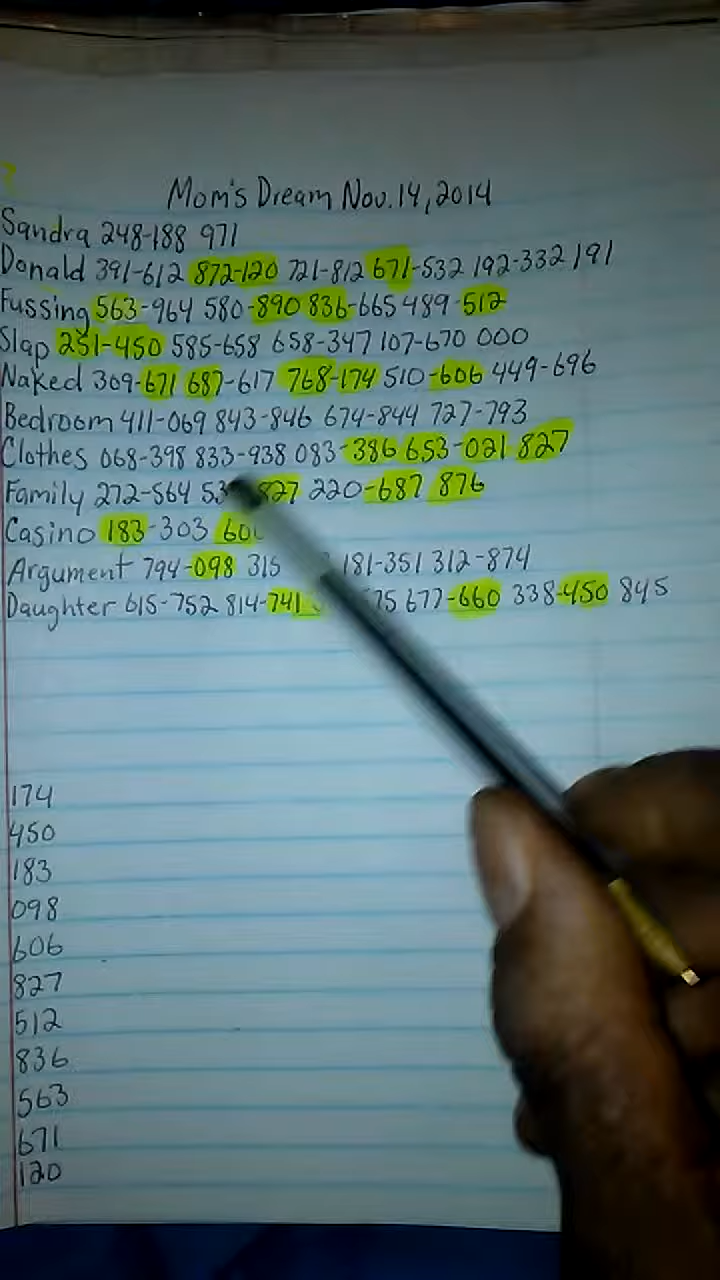 Mom's Dream Nov. 14, 2014
Sandra 248-188 971
Donald 391-612 872-120 721-812 671-532 192-332 191
Fussing 563-964 580-890 836-665 489-512
Slap 251-450 585-658 658-347 107-670 000
Naked 309-671 687-617 768-174 510-606 449-696
Bedroom 411-069 843-846 674-844 727-793
Clothes 068-398 833-938 083-386 653-021 827
Family 272-564 827 220-687 876
Casino 183-303
Argument 794-098 315 181-351 312-874
Daughter 615-752 814-741 677-660 338-450 845
174
450
183
098
606
827
512
836
563
671
120